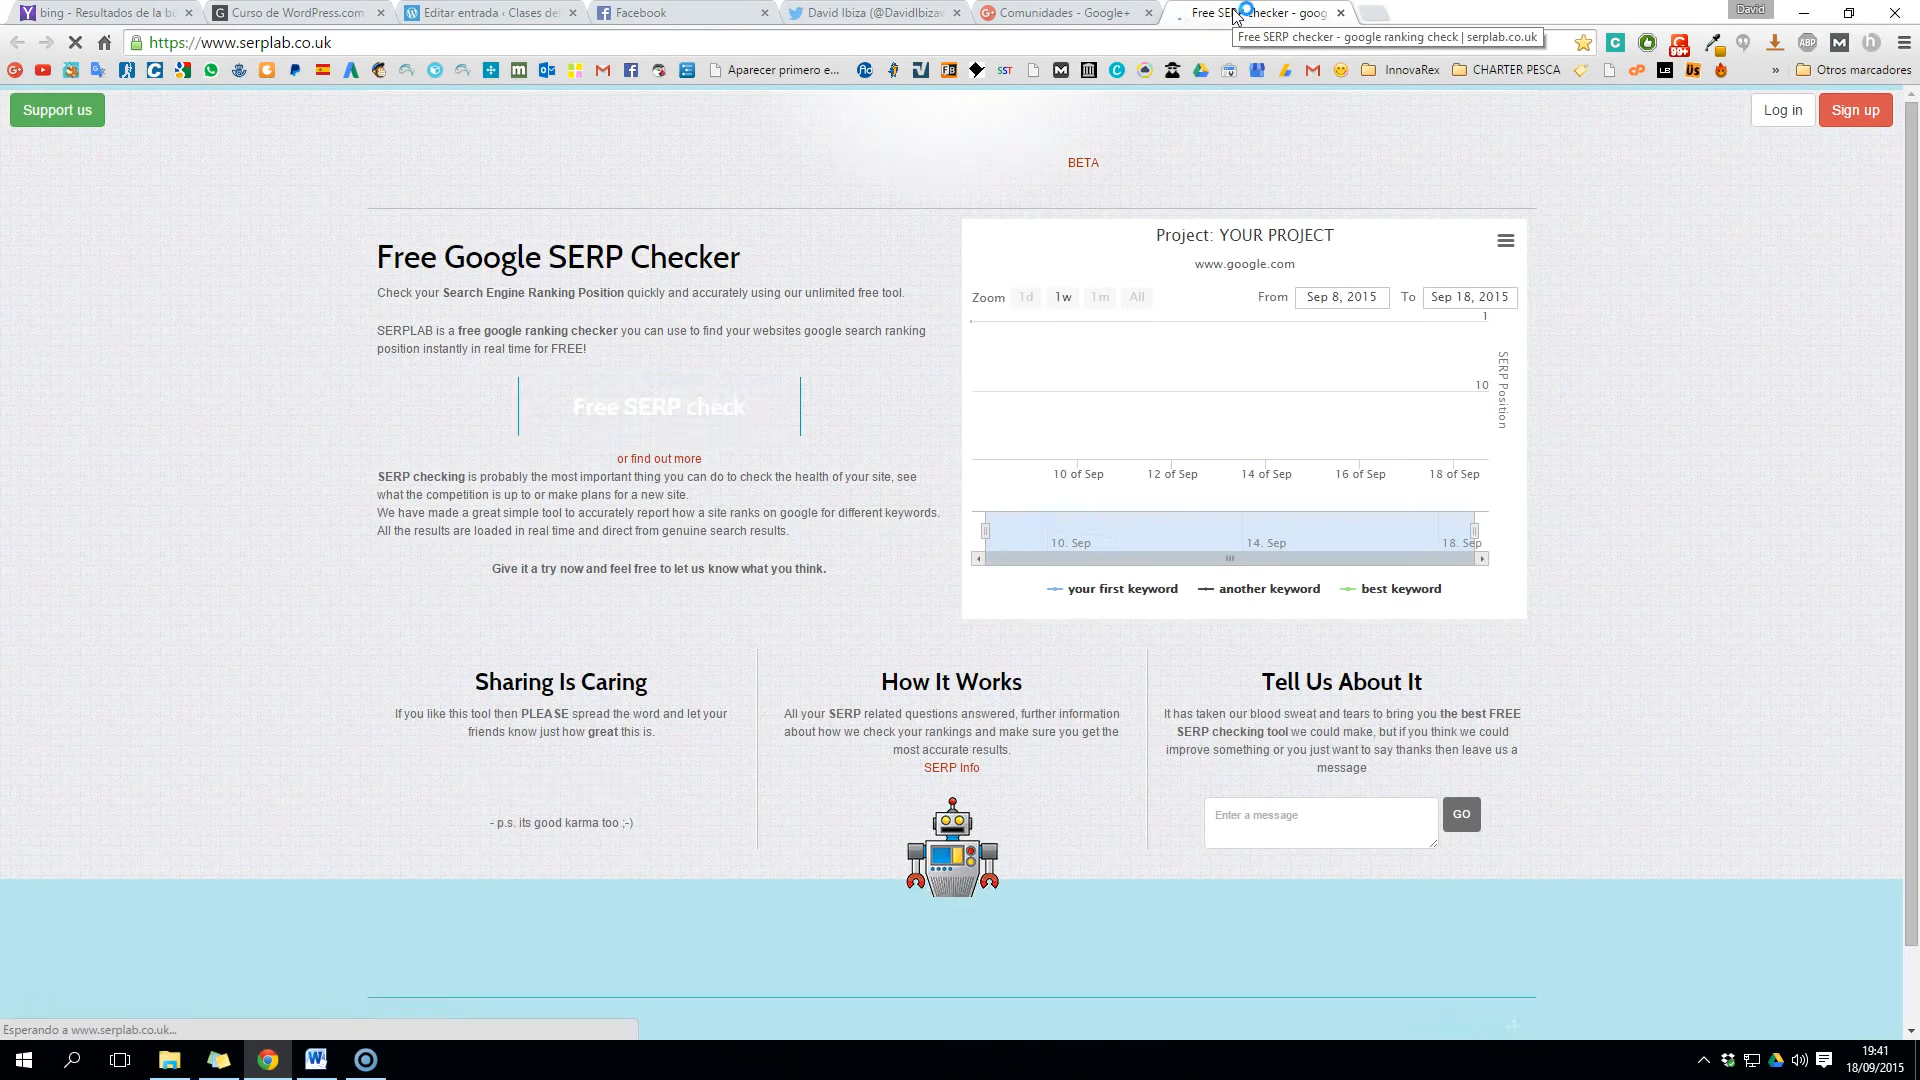 bing - Resultados de la bú
Curso de WordPress.com
Editar entrada ‹ Clases de
Facebook
David Ibiza (@DavidIbiza
Comunidades - Google+
Free SERP checker - goog
David
https://www.serplab.co.uk
Free SERP checker - google ranking check | serplab.co.uk
99+
ABP
Aparecer primero e...
SST
InnovaRex
CHARTER PESCA
»
Otros marcadores
Support us
Log in
Sign up
BETA
Free Google SERP Checker
Check your Search Engine Ranking Position quickly and accurately using our unlimited free tool.
SERPLAB is a free google ranking checker you can use to find your websites google search ranking
position instantly in real time for FREE!
Free SERP check
or find out more
SERP checking is probably the most important thing you can do to check the health of your site, see
what the competition is up to or make plans for a new site.
We have made a great simple tool to accurately report how a site ranks on google for different keywords.
All the results are loaded in real time and direct from genuine search results.
Give it a try now and feel free to let us know what you think.
Project: YOUR PROJECT
www.google.com
Zoom 1d 1w 1m All From Sep 8, 2015 To Sep 18, 2015
1
10
SERP Position
10 of Sep 12 of Sep 14 of Sep 16 of Sep 18 of Sep
10. Sep 14. Sep 18. Sep
your first keyword another keyword best keyword
Sharing Is Caring
If you like this tool then PLEASE spread the word and let your
friends know just how great this is.
- p.s. its good karma too ;-)
How It Works
All your SERP related questions answered, further information
about how we check your rankings and make sure you get the
most accurate results.
SERP Info
Tell Us About It
It has taken our blood sweat and tears to bring you the best FREE
SERP checking tool we could make, but if you think we could
improve something or you just want to say thanks then leave us a
message
Enter a message
GO
Esperando a www.serplab.co.uk...
19:41
18/09/2015